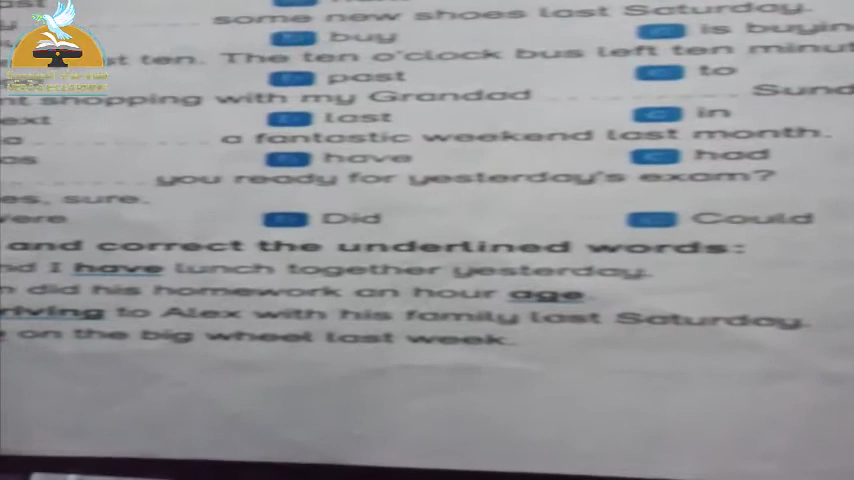 some new shoes last Saturday.
buy is buyin
st ten. The ten o'clock bus left ten minut
past to
nt shopping with my Grandad Sund
ext last in
a fantastic weekend last month.
as have had
you ready for yesterday's exam?
es, sure.
Were Did Could
and correct the underlined words:
nd I have lunch together yesterday.
n did his homework an hour age
riving to Alex with his family last Saturday.
on the big wheel last week.